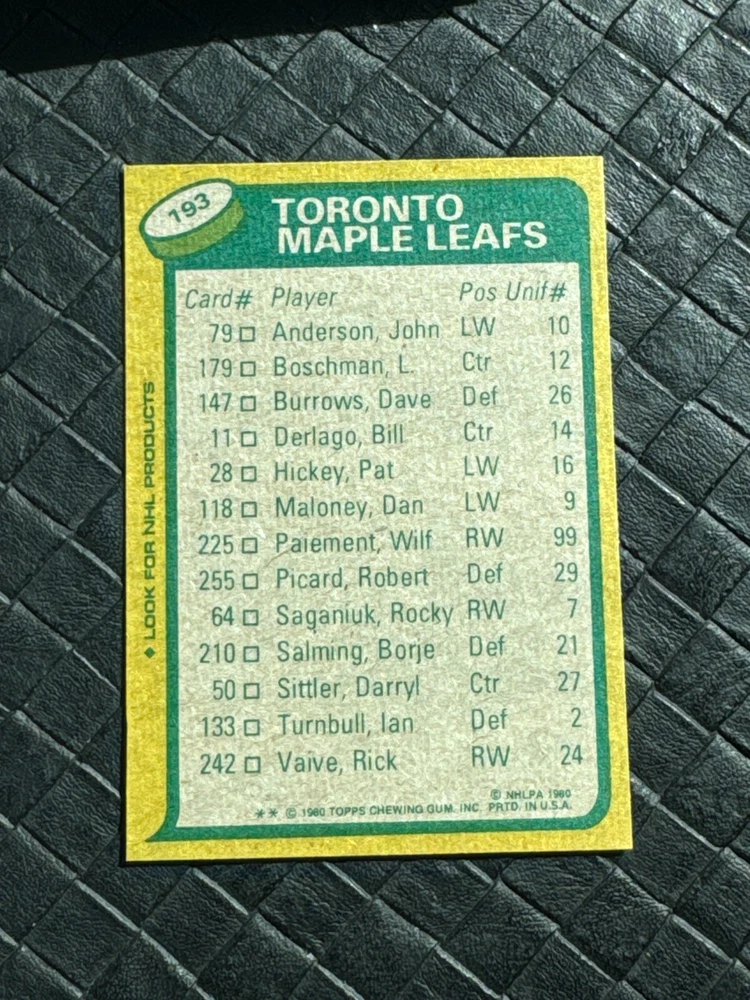 193
TORONTO
MAPLE LEAFS
Card# Player Pos Unif#
79 □ Anderson, John LW 10
179 □ Boschman, L. Ctr 12
147 □ Burrows, Dave Def 26
11 □ Derlago, Bill Ctr 14
28 □ Hickey, Pat LW 16
118 □ Maloney, Dan LW 9
225 □ Paiement, Wilf RW 99
255 □ Picard, Robert Def 29
64 □ Saganiuk, Rocky RW 7
210 □ Salming, Borje Def 21
50 □ Sittler, Darryl Ctr 27
133 □ Turnbull, Ian Def 2
242 □ Vaive, Rick RW 24
© NHLPA 1980
** © 1980 TOPPS CHEWING GUM, INC. PRTD. IN U.S.A.
◆ LOOK FOR NHL PRODUCTS